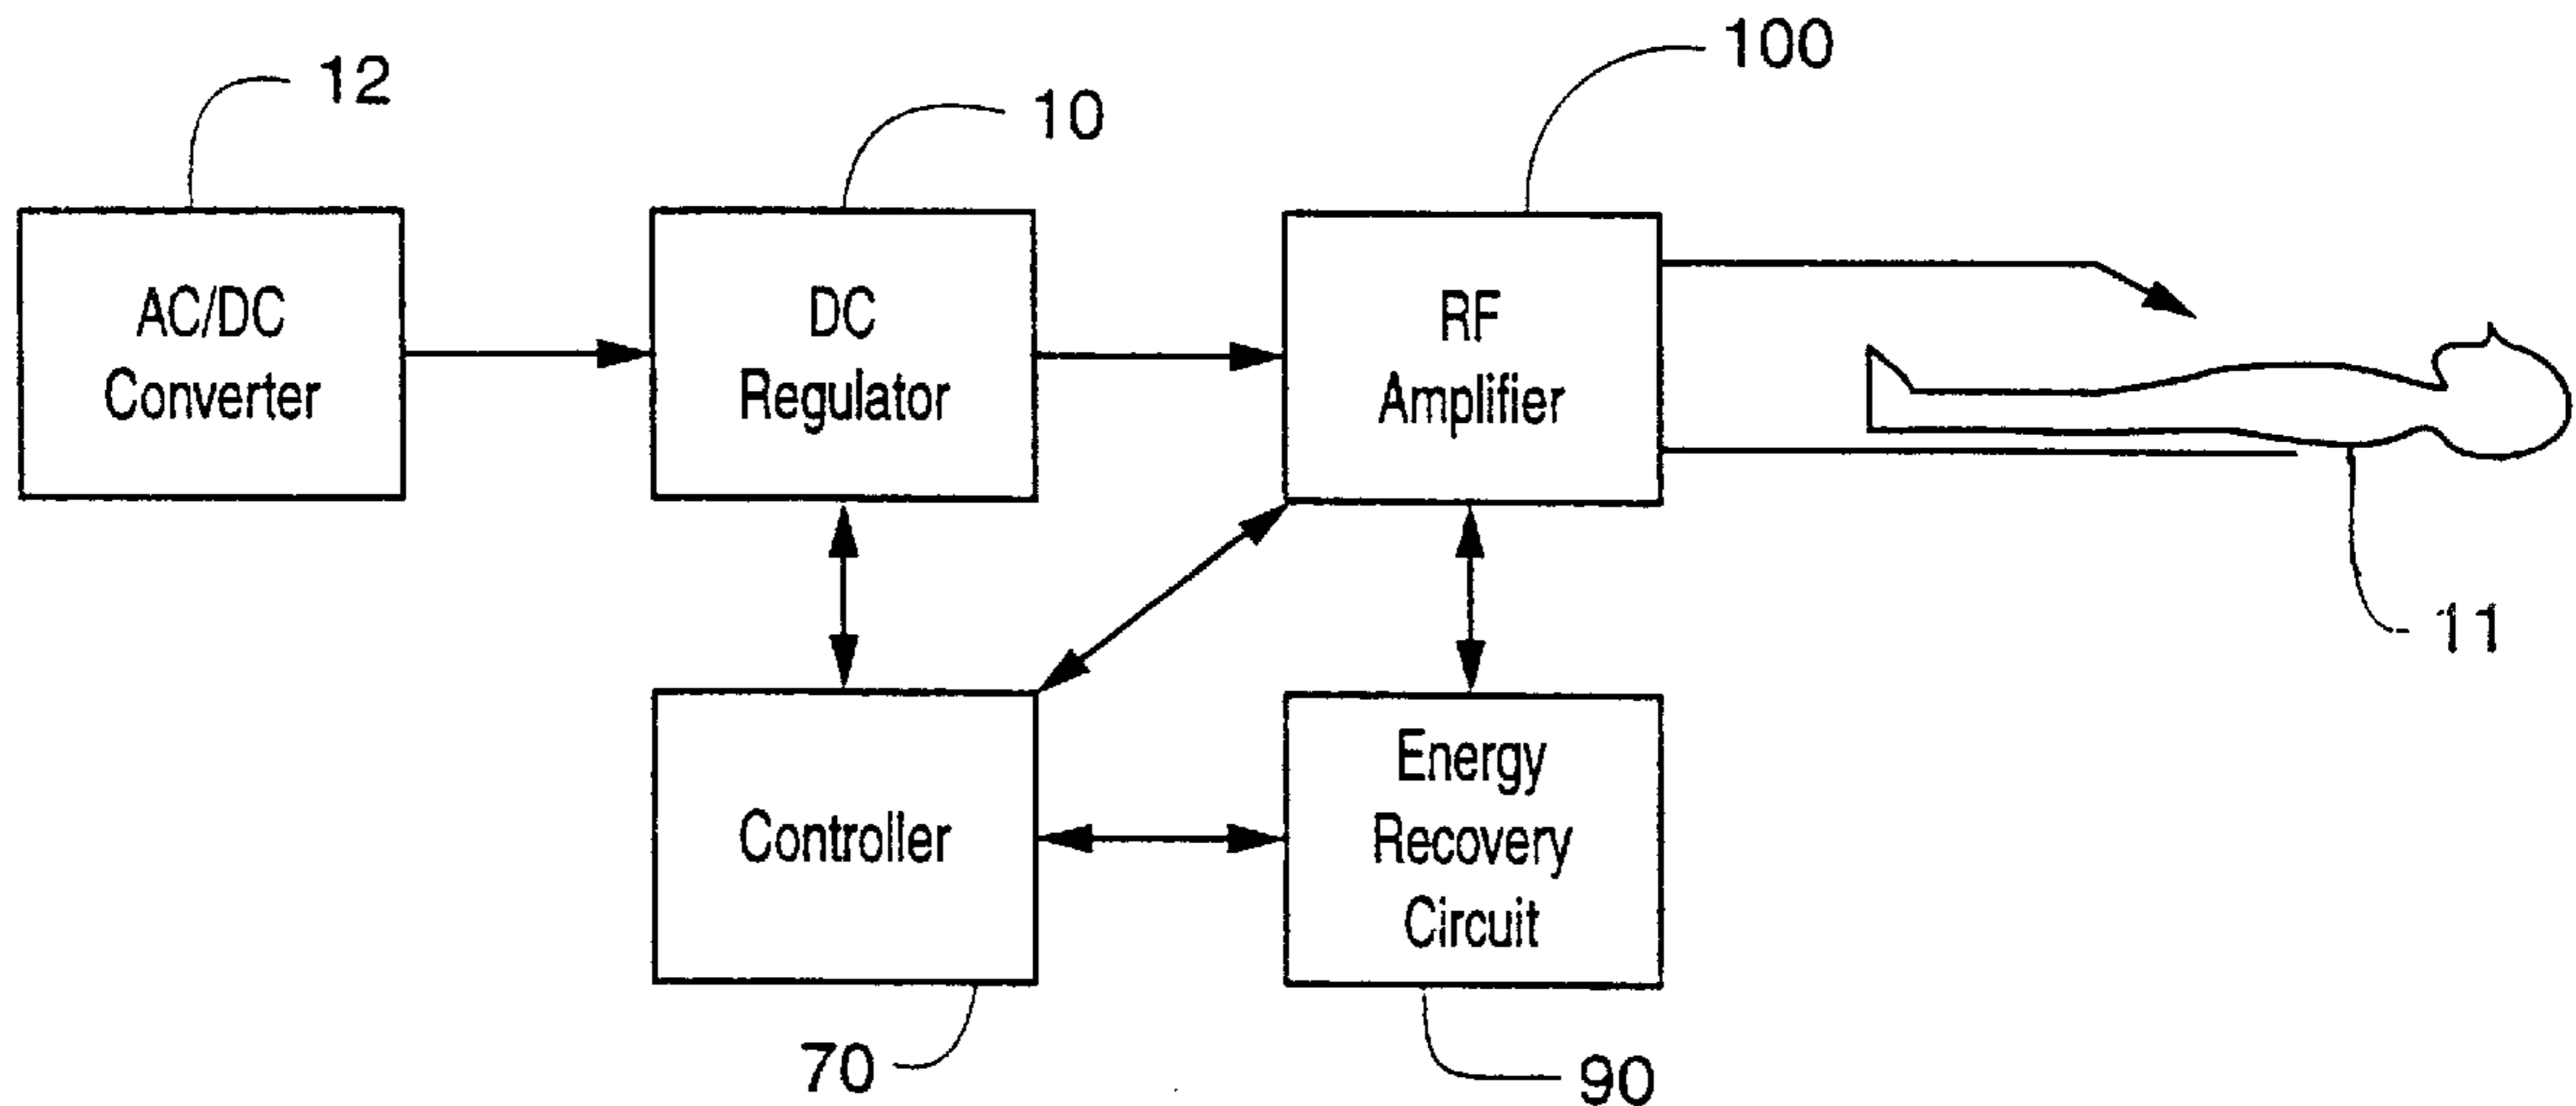 12
10
100
AC/DC
Converter
DC
Regulator
RF
Amplifier
11
Controller
Energy
Recovery
Circuit
70
90